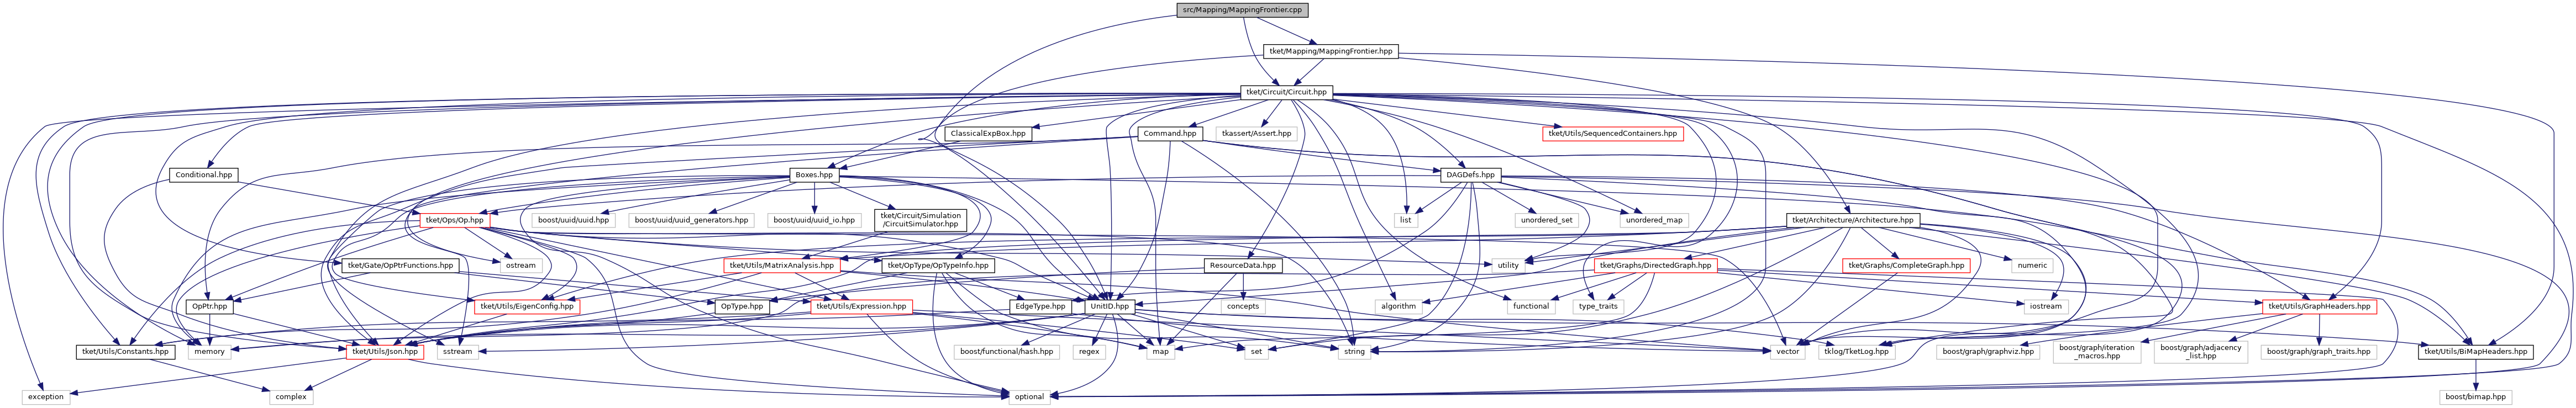 src/Mapping/MappingFrontier.cpp
tket/Mapping/MappingFrontier.hpp
tket/Circuit/Circuit.hpp
ClassicalExpBox.hpp
Command.hpp
tkassert/Assert.hpp
tket/Utils/SequencedContainers.hpp
Conditional.hpp
Boxes.hpp
DAGDefs.hpp
tket/Ops/Op.hpp
boost/uuid/uuid.hpp
boost/uuid/uuid_generators.hpp
boost/uuid/uuid_io.hpp
tket/Circuit/Simulation
/CircuitSimulator.hpp
list
unordered_set
unordered_map
tket/Architecture/Architecture.hpp
tket/Gate/OpPtrFunctions.hpp
ostream
tket/Utils/MatrixAnalysis.hpp
tket/OpType/OpTypeInfo.hpp
ResourceData.hpp
utility
tket/Graphs/DirectedGraph.hpp
tket/Graphs/CompleteGraph.hpp
numeric
OpPtr.hpp
tket/Utils/EigenConfig.hpp
OpType.hpp
tket/Utils/Expression.hpp
EdgeType.hpp
UnitID.hpp
concepts
algorithm
functional
type_traits
iostream
tket/Utils/GraphHeaders.hpp
tket/Utils/Constants.hpp
memory
tket/Utils/Json.hpp
sstream
boost/functional/hash.hpp
regex
map
set
string
vector
tklog/TketLog.hpp
boost/graph/graphviz.hpp
boost/graph/iteration
_macros.hpp
boost/graph/adjacency
_list.hpp
boost/graph/graph_traits.hpp
tket/Utils/BiMapHeaders.hpp
exception
complex
optional
boost/bimap.hpp